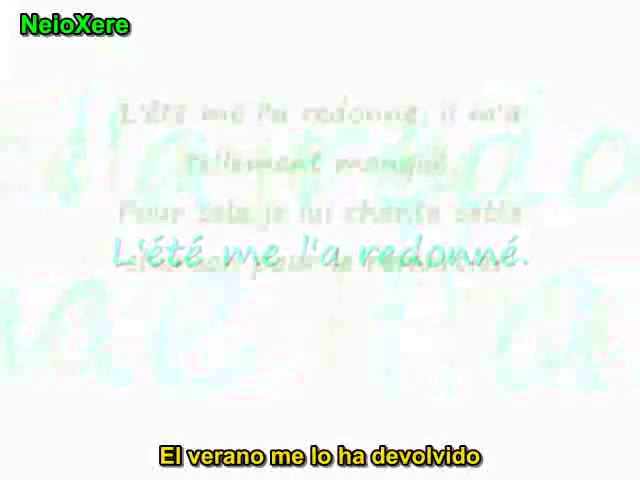 NeioXere
L'été me l'a redonné, il m'a
tellement manqué.
Pour cela je lui chante cette
L'été me l'a redonné.
El verano me lo ha devolvido